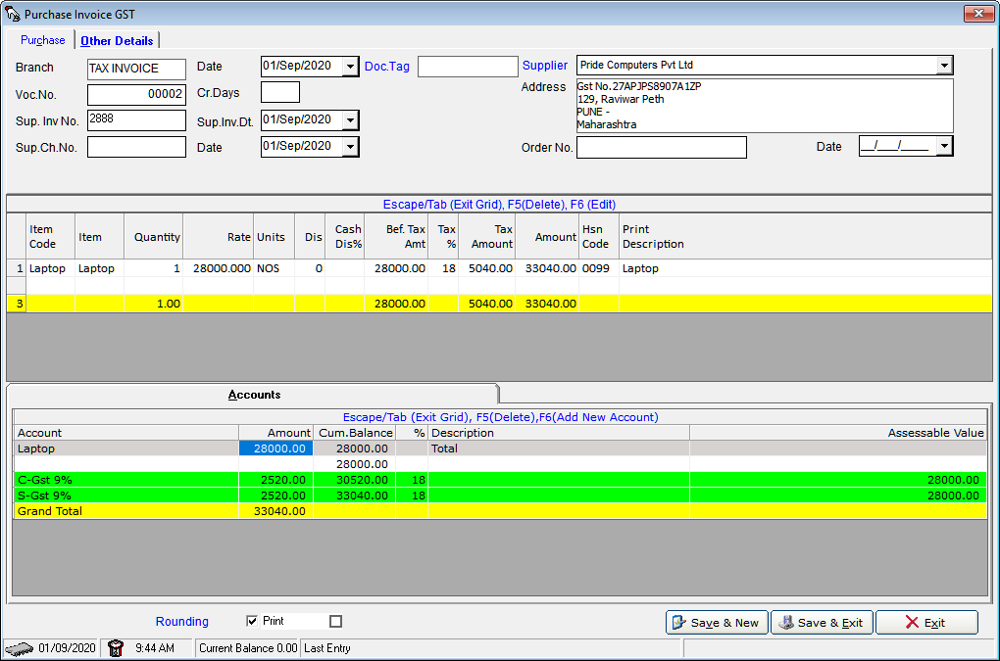 Purchase Invoice GST
Purchase Other Details
Branch TAX INVOICE Date 01/Sep/2020 Doc.Tag Supplier Pride Computers Pvt Ltd
Voc.No. 00002 Cr.Days Address Gst No.27APJPS8907A1ZP
129, Raviwar Peth
PUNE -
Maharashtra
Sup. Inv No. 2888 Sup.Inv.Dt. 01/Sep/2020
Sup.Ch.No. Date 01/Sep/2020 Order No. Date __/___/____
Escape/Tab (Exit Grid), F5(Delete), F6 (Edit)
Item Code Item Quantity Rate Units Dis Cash Dis% Bef. Tax Amt Tax % Tax Amount Amount Hsn Code Print Description
1 Laptop Laptop 1 28000.000 NOS 0 28000.00 18 5040.00 33040.00 0099 Laptop
3 1.00 28000.00 5040.00 33040.00
Accounts
Escape/Tab (Exit Grid), F5(Delete),F6(Add New Account)
Account Amount Cum.Balance % Description Assessable Value
Laptop 28000.00 28000.00 Total
28000.00
C-Gst 9% 2520.00 30520.00 18 28000.00
S-Gst 9% 2520.00 33040.00 18 28000.00
Grand Total 33040.00
Rounding Print Save & New Save & Exit Exit
01/09/2020 9:44 AM Current Balance 0.00 Last Entry